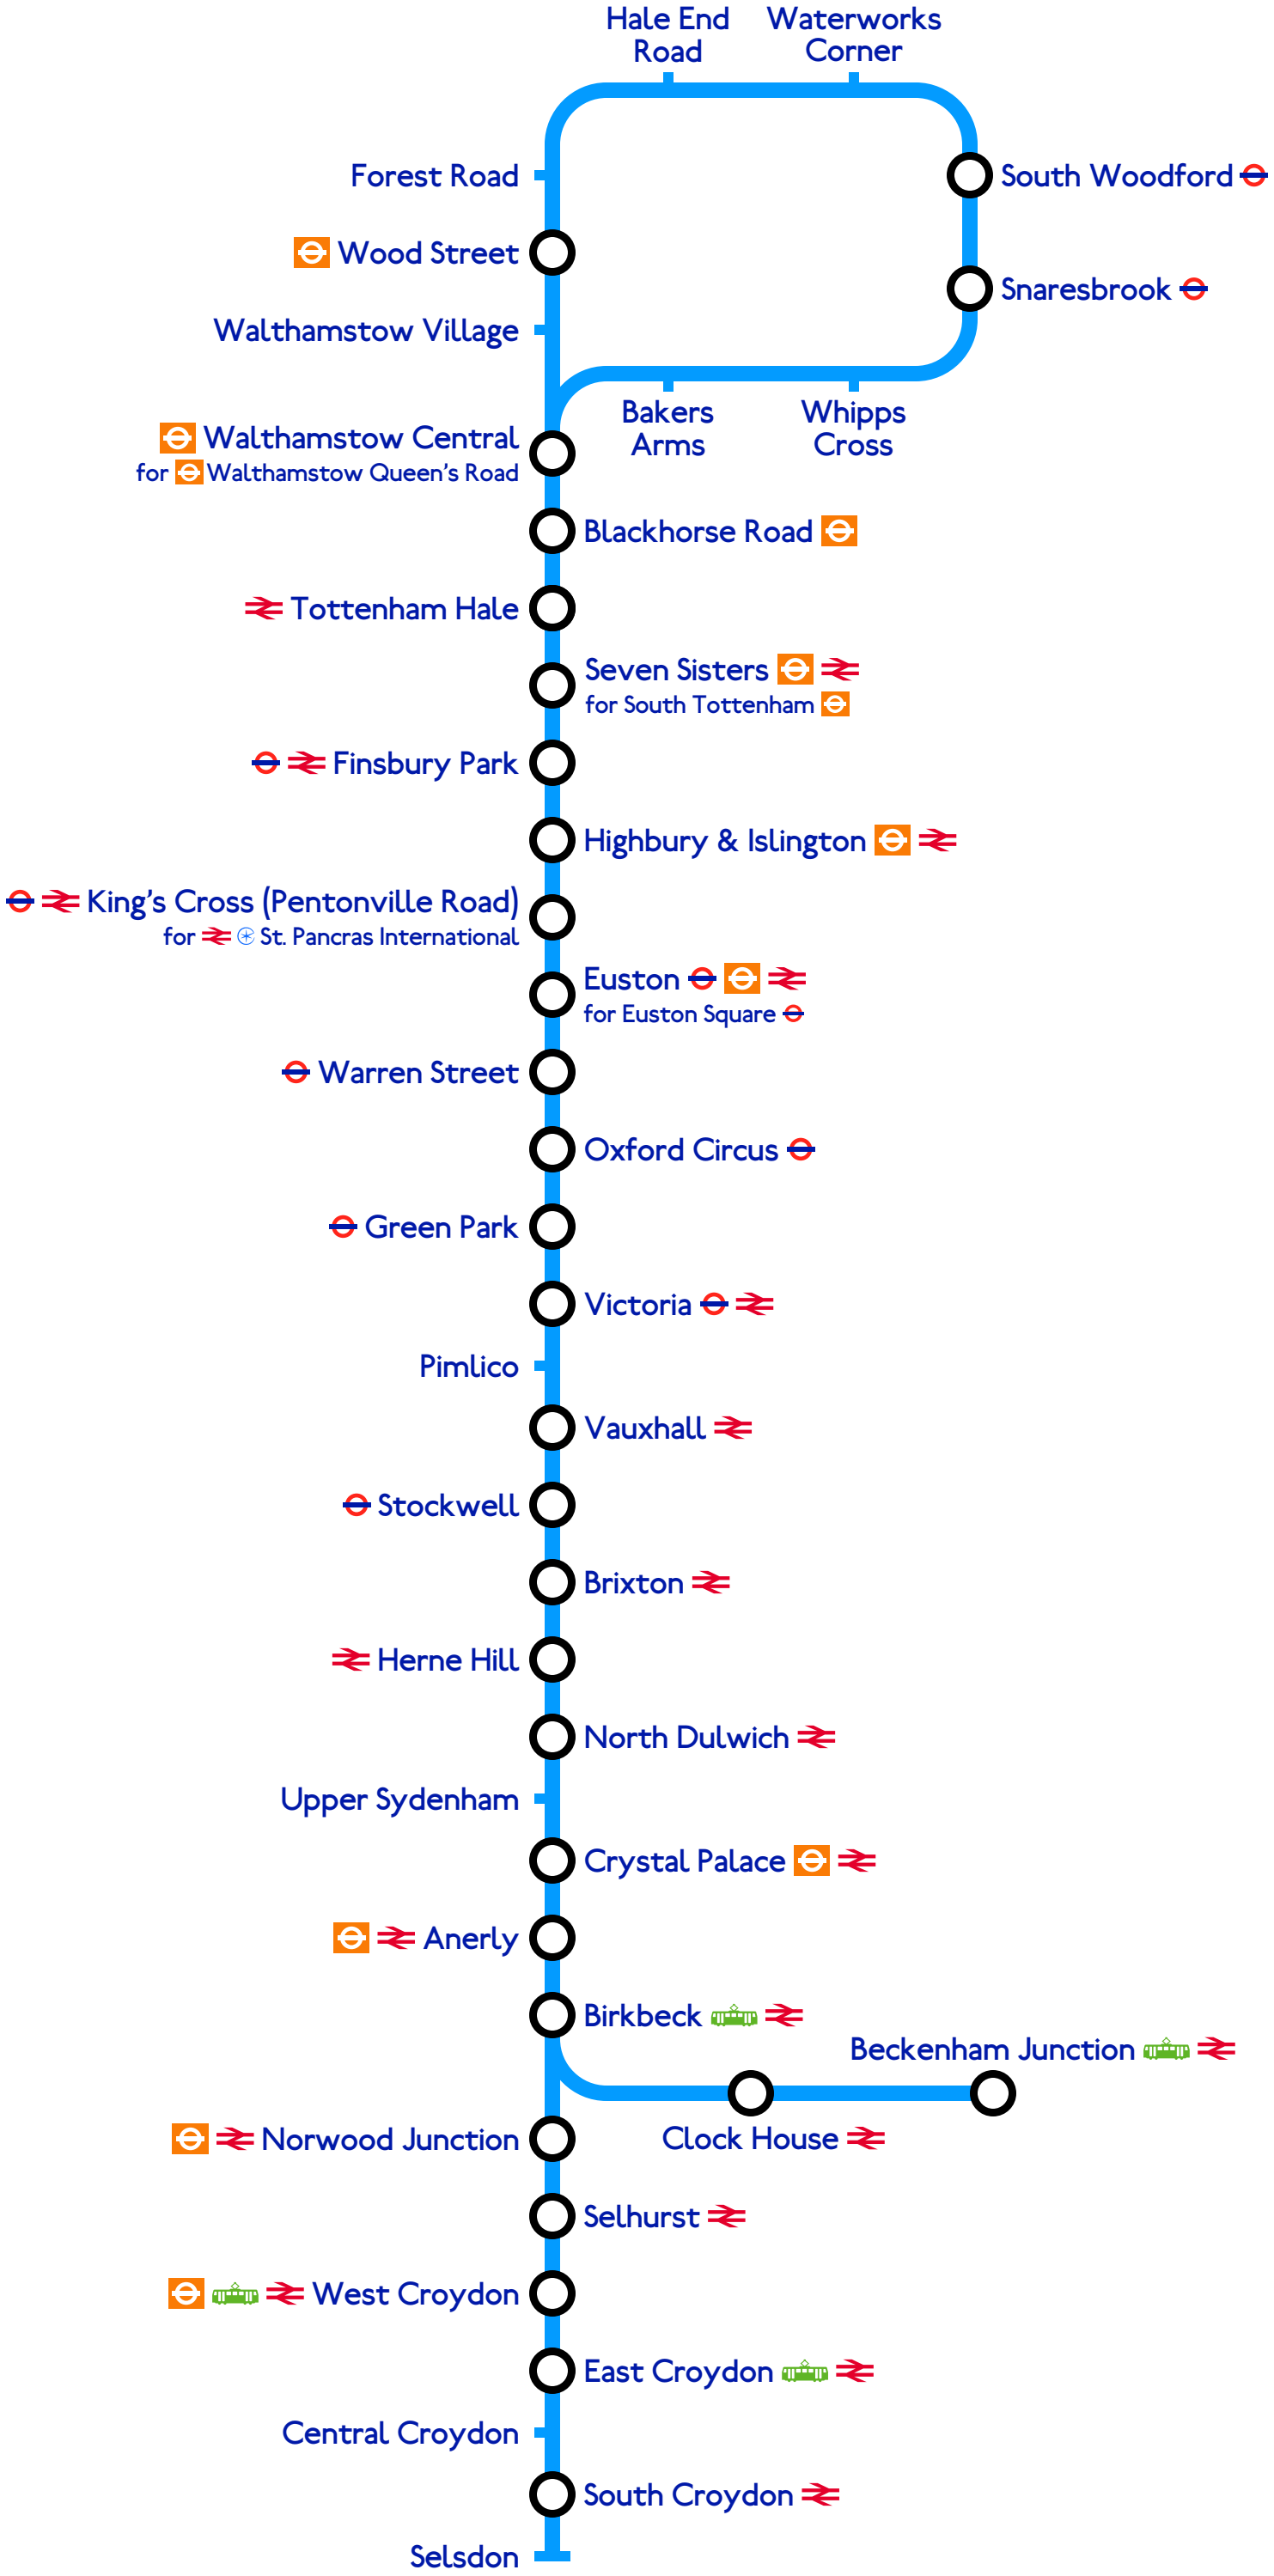 Hale End
Road
Waterworks
Corner
Forest Road
South Woodford
Wood Street
Snaresbrook
Walthamstow Village
Bakers
Arms
Whipps
Cross
Walthamstow Central
for Walthamstow Queen's Road
Blackhorse Road
Tottenham Hale
Seven Sisters
for South Tottenham
Finsbury Park
Highbury & Islington
King's Cross (Pentonville Road)
for St. Pancras International
Euston
for Euston Square
Warren Street
Oxford Circus
Green Park
Victoria
Pimlico
Vauxhall
Stockwell
Brixton
Herne Hill
North Dulwich
Upper Sydenham
Crystal Palace
Anerly
Birkbeck
Beckenham Junction
Clock House
Norwood Junction
Selhurst
West Croydon
East Croydon
Central Croydon
South Croydon
Selsdon